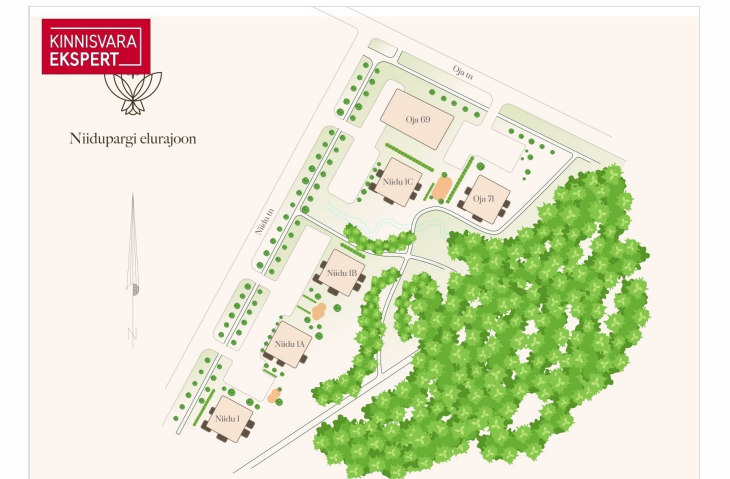 KINNISVARA
EKSPERT
Niidupargi elurajoon
Oja tn
Oja 69
Niidu 1C
Oja 71
Niidu tn
Niidu 1B
Niidu 1A
Niidu 1
N